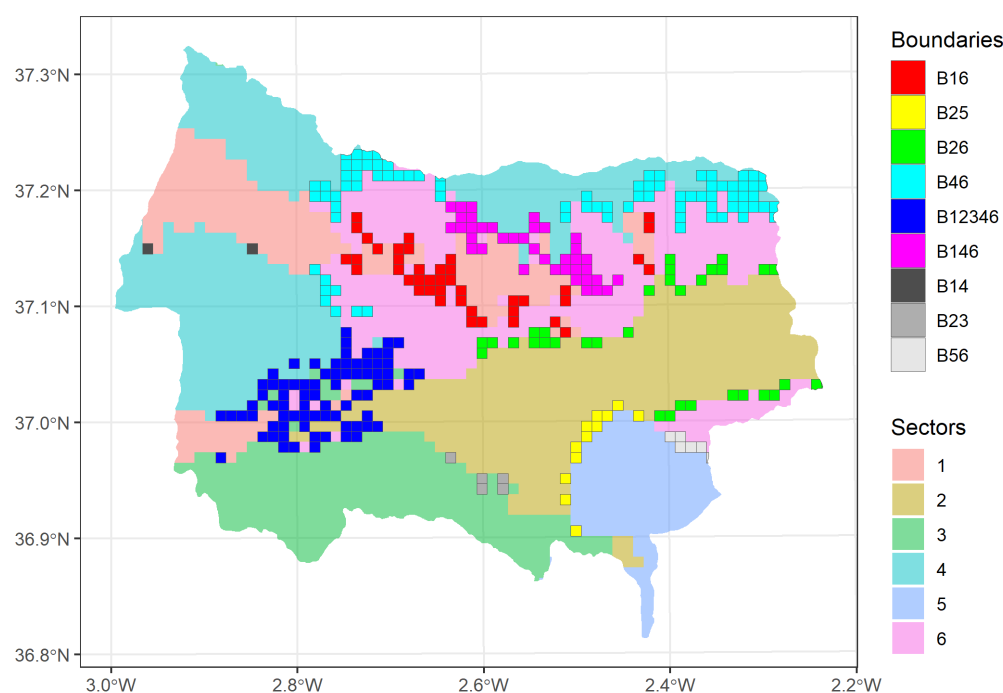 37.3°N
37.2°N
37.1°N
37.0°N
36.9°N
36.8°N
3.0°W
2.8°W
2.6°W
2.4°W
2.2°W
Boundaries
B16
B25
B26
B46
B12346
B146
B14
B23
B56
Sectors
1
2
3
4
5
6